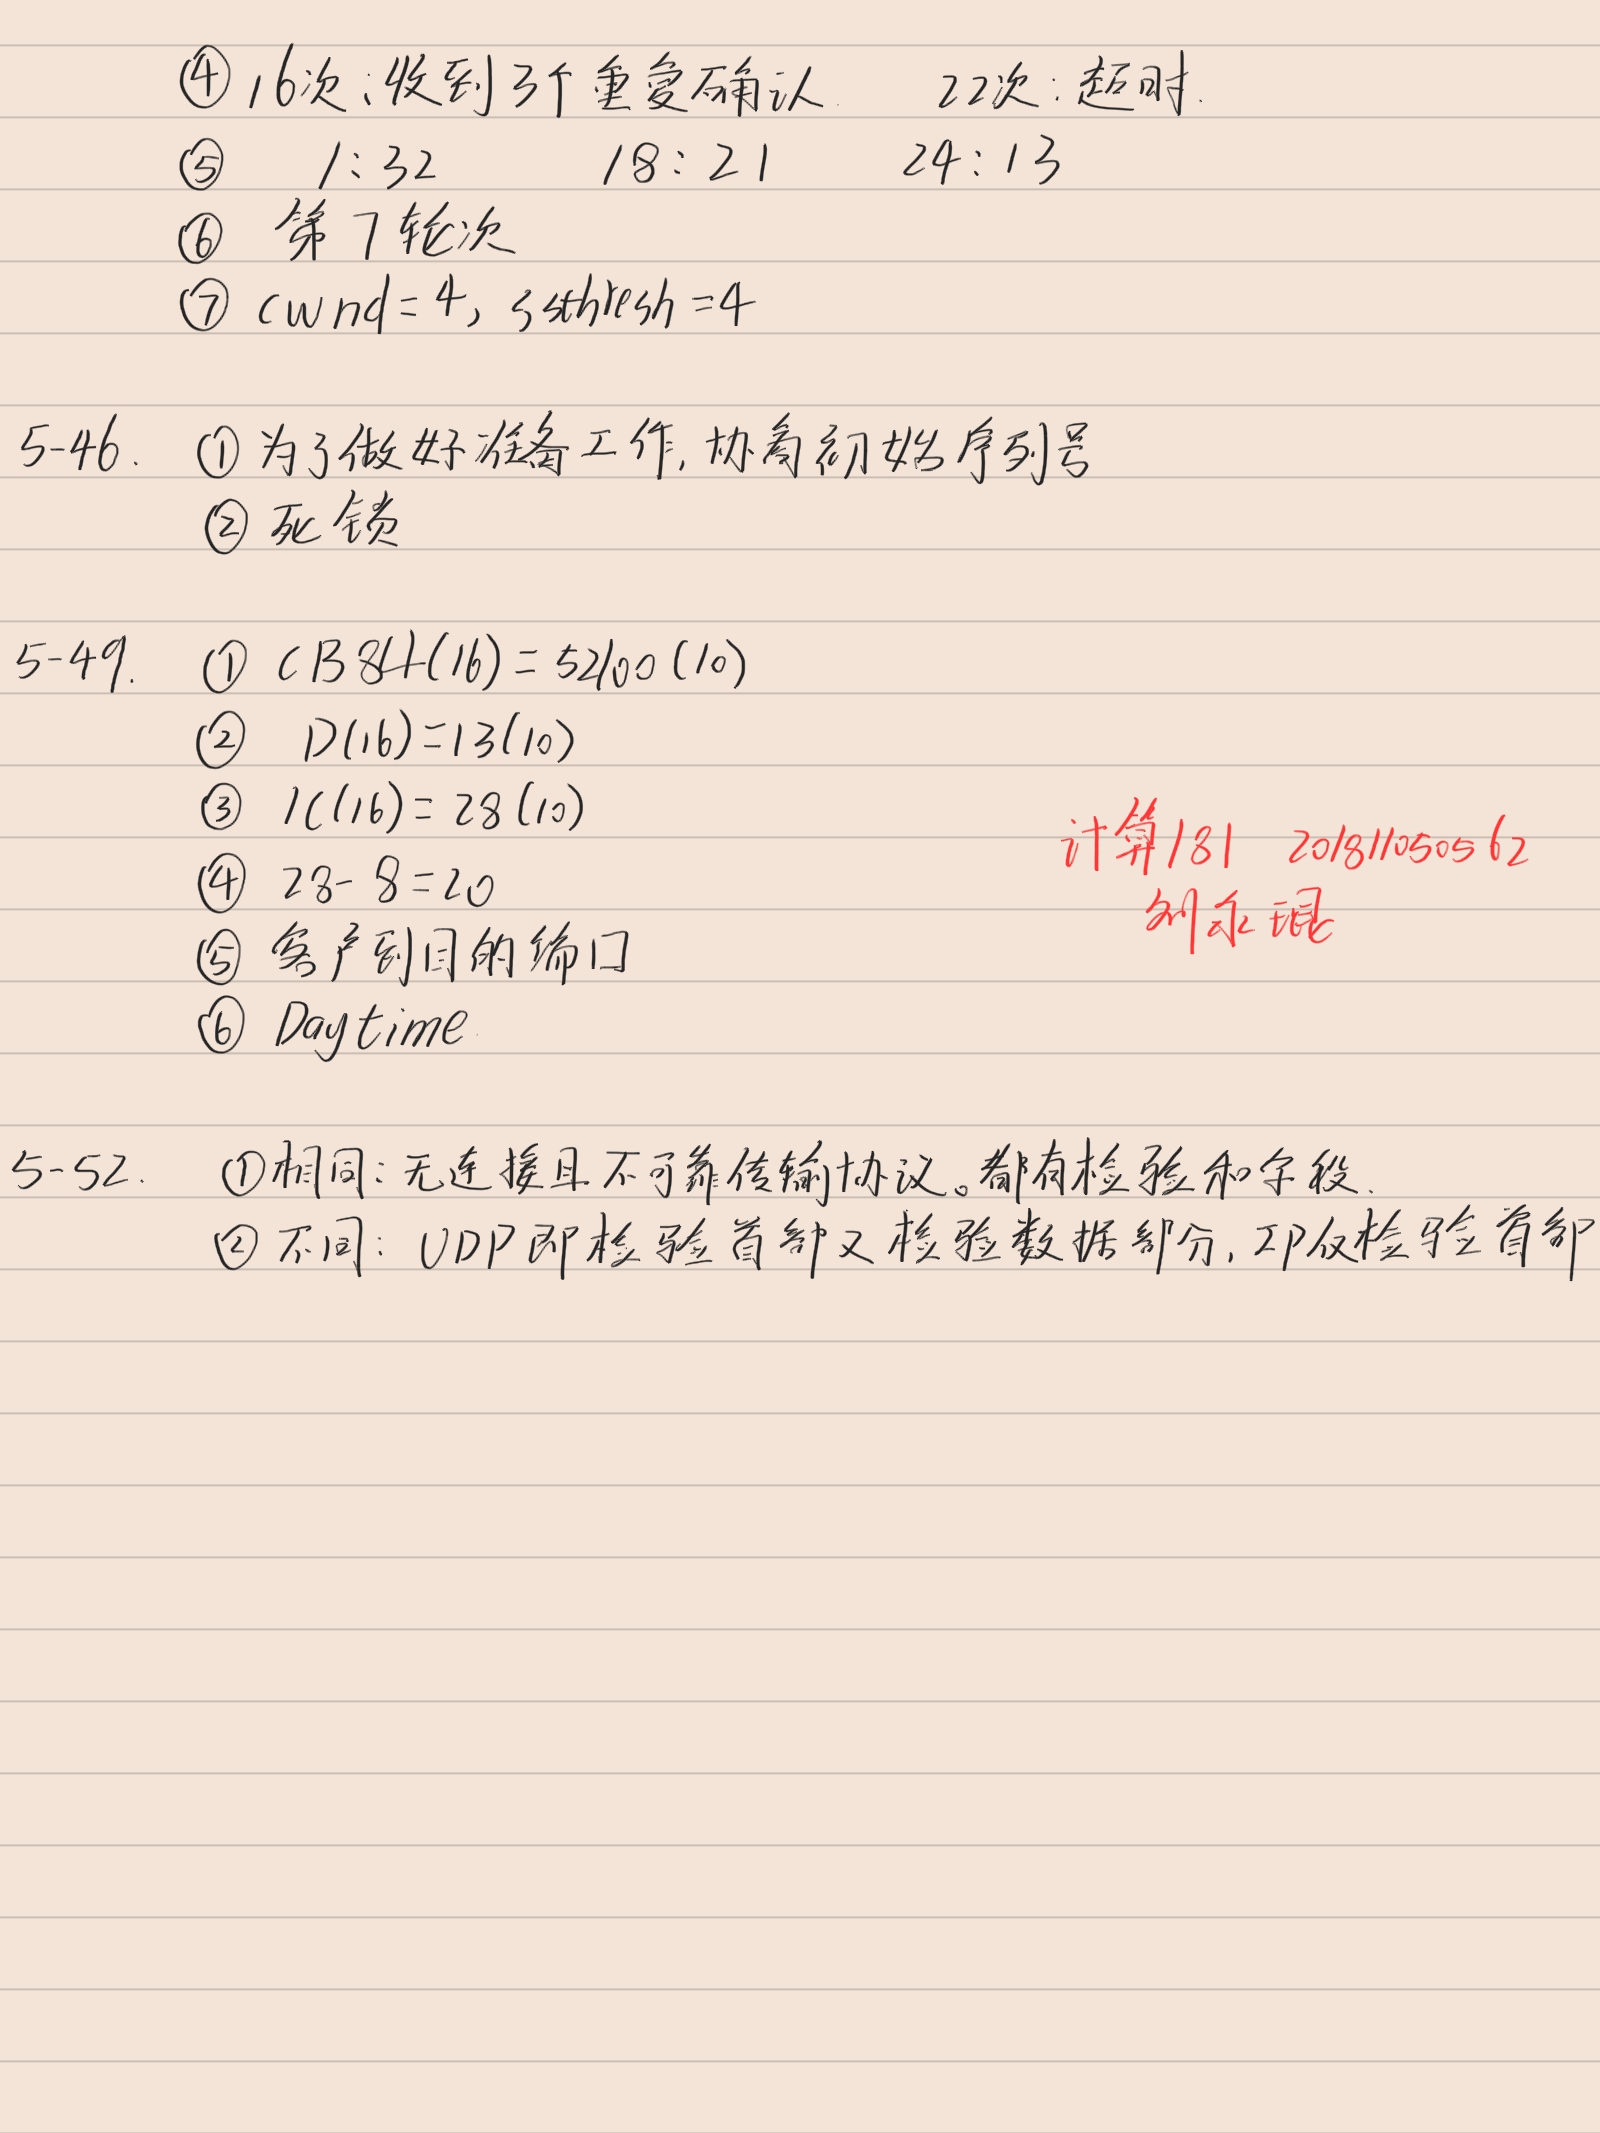 ④ 16次:收到3个重复确认. 22次:超时.
⑤ 1:32 18:21 24:13
⑥ 第7轮次
⑦ cwnd=4, ssthresh=4
5-46. ①为了做好准备工作,协商初始序列号
②死锁
5-49. ① CB84(16)=52100(10)
② D(16)=13(10)
③ 1C(16)=28(10)
④ 28-8=20
⑤ 客户到目的端口
⑥ Daytime.
计算181 201811050562
刘永琨
5-52. ①相同:无连接且不可靠传输协议。都有检验和字段.
②不同: UDP即检验首部又检验数据部分,IP仅检验首部